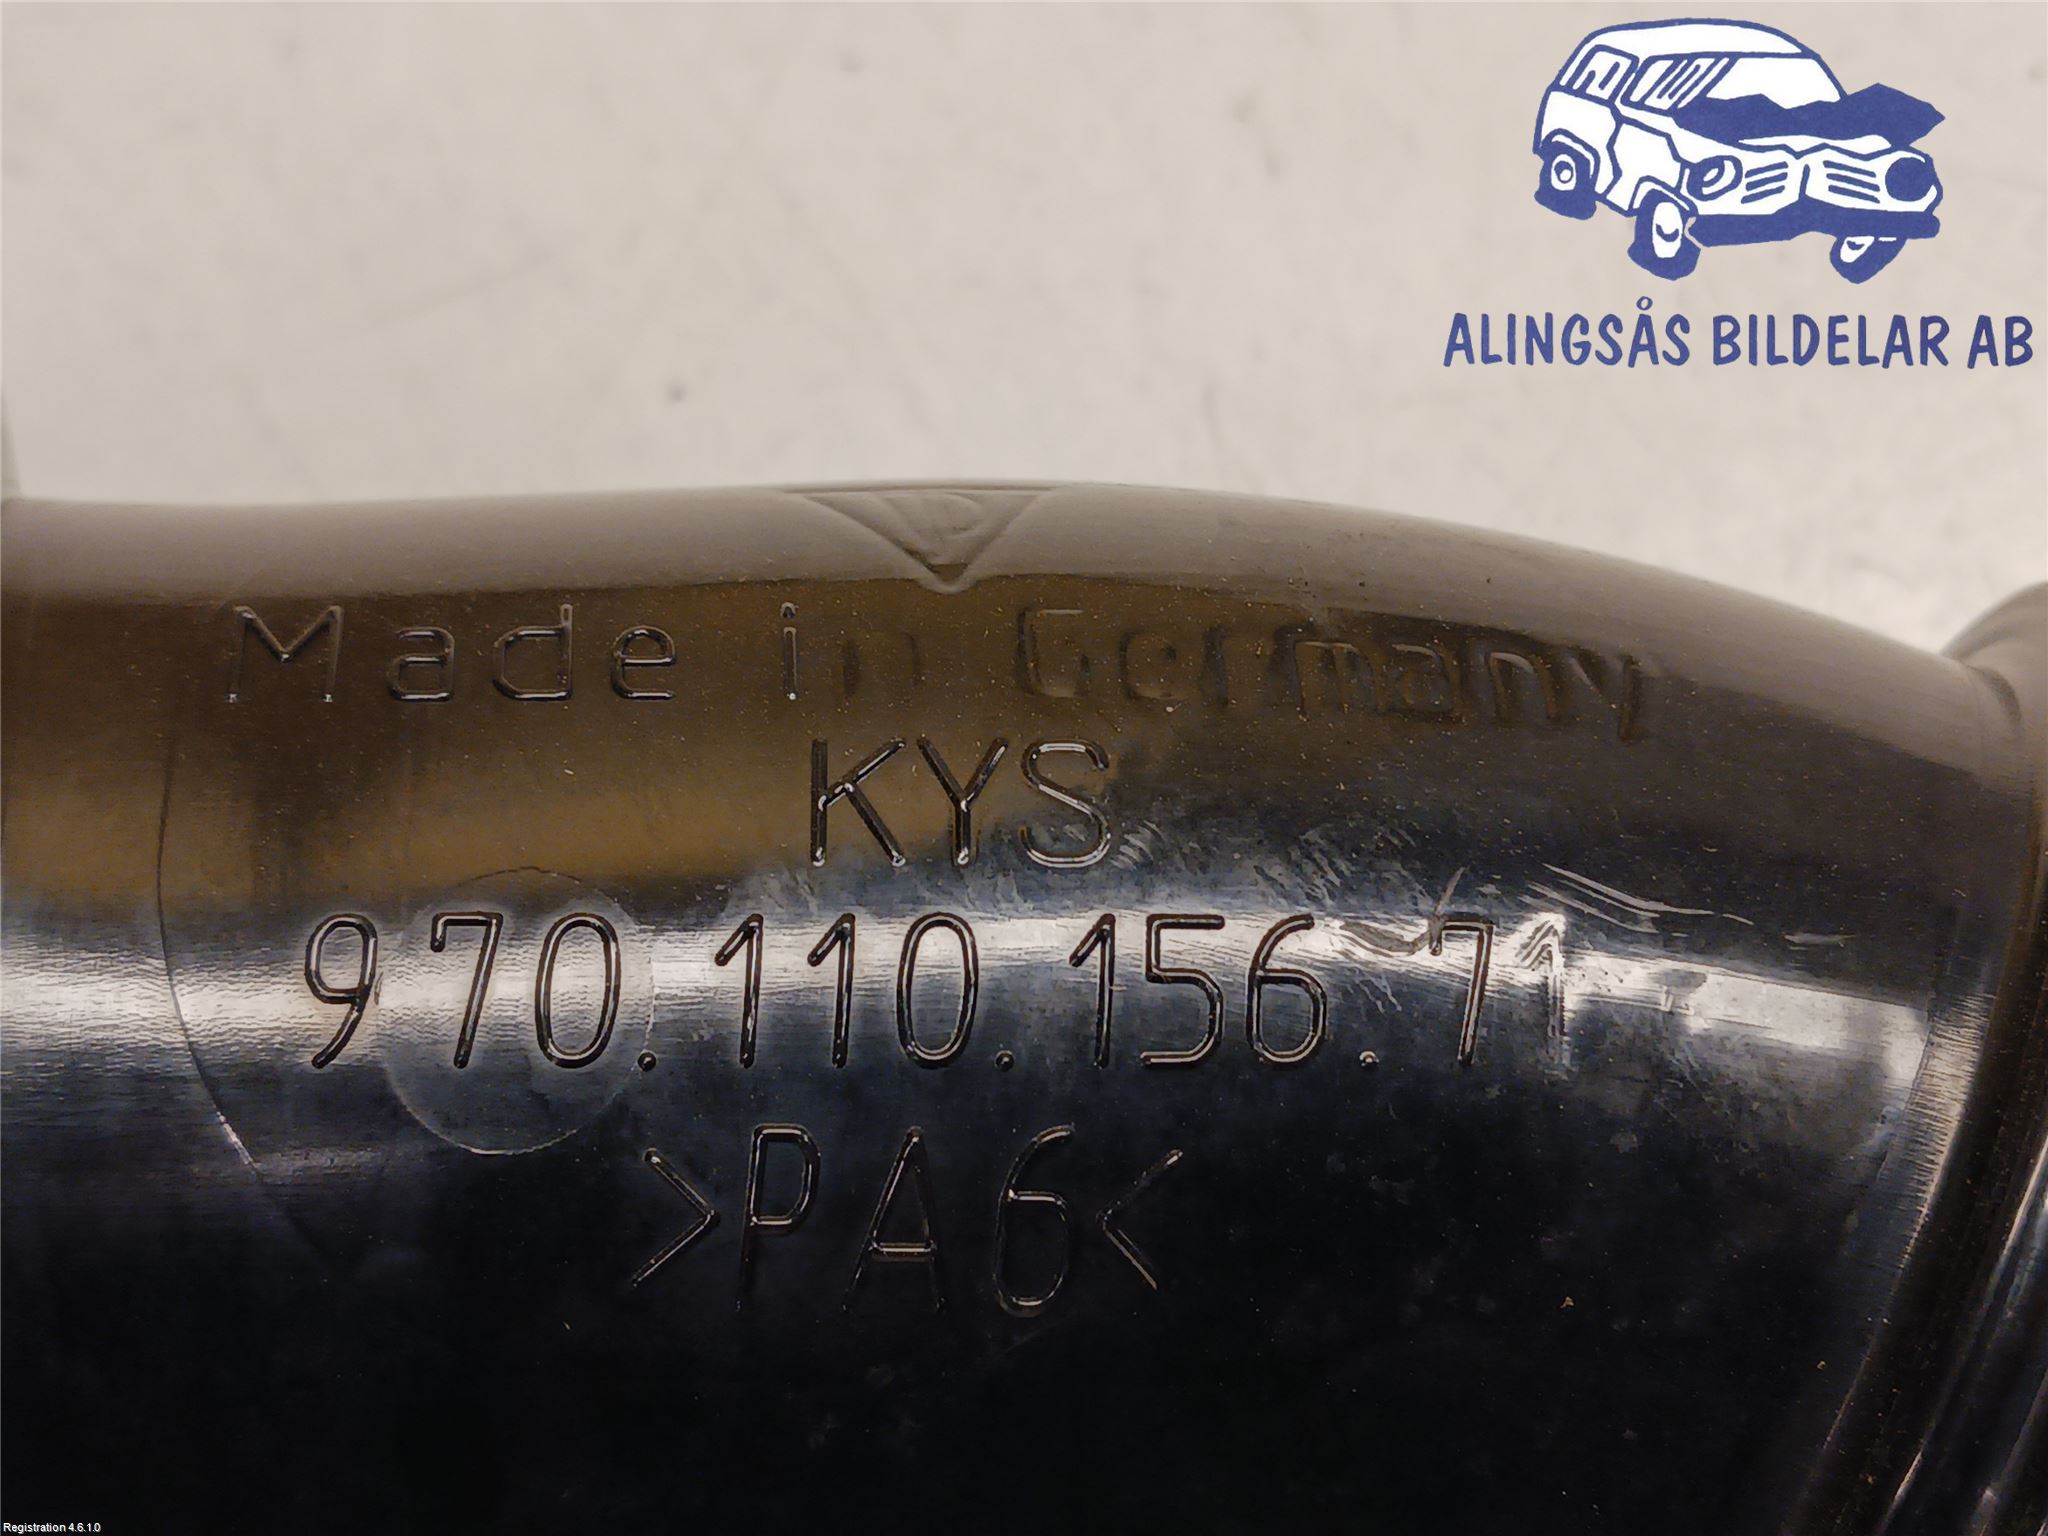 ALINGSÅS BILDELAR AB
Made in Germany
KYS
970.110.156.71
>PA6<
Registration 4.6.1.0